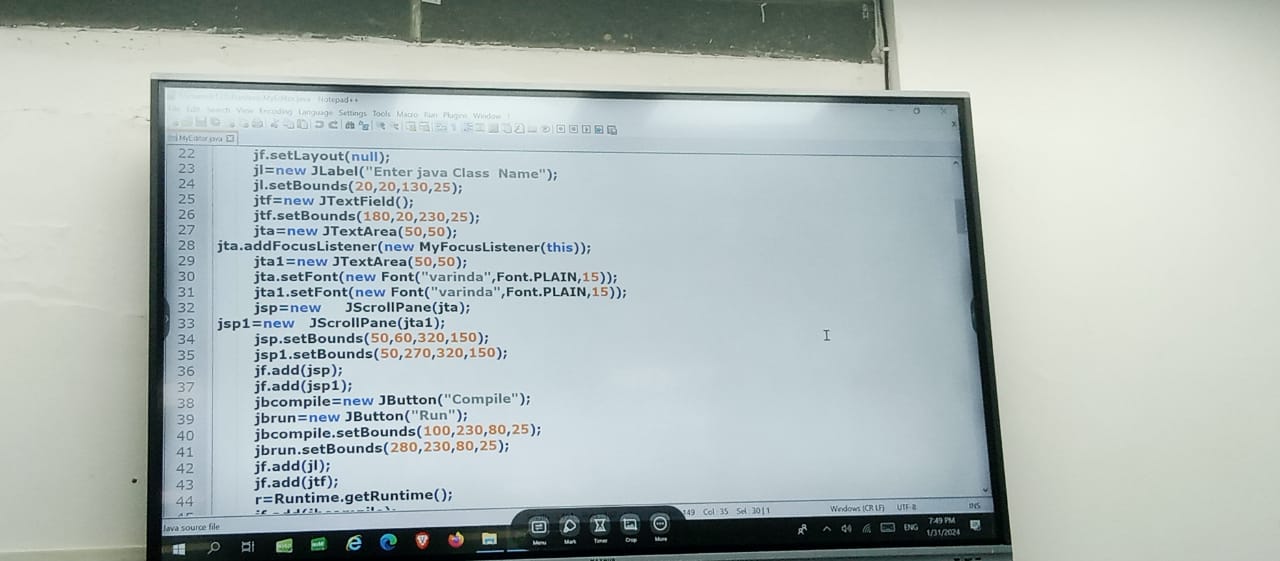 MyEditor.java - Notepad++
File Edit Search View Encoding Language Settings Tools Macro Run Plugins Window ?
MyEditor.java
22 jf.setLayout(null);
23 jl=new JLabel("Enter java Class Name");
24 jl.setBounds(20,20,130,25);
25 jtf=new JTextField();
26 jtf.setBounds(180,20,230,25);
27 jta=new JTextArea(50,50);
28 jta.addFocusListener(new MyFocusListener(this));
29 jta1=new JTextArea(50,50);
30 jta.setFont(new Font("varinda",Font.PLAIN,15));
31 jta1.setFont(new Font("varinda",Font.PLAIN,15));
32 jsp=new JScrollPane(jta);
33 jsp1=new JScrollPane(jta1);
34 jsp.setBounds(50,60,320,150);
35 jsp1.setBounds(50,270,320,150);
36 jf.add(jsp);
37 jf.add(jsp1);
38 jbcompile=new JButton("Compile");
39 jbrun=new JButton("Run");
40 jbcompile.setBounds(100,230,80,25);
41 jbrun.setBounds(280,230,80,25);
42 jf.add(jl);
43 jf.add(jtf);
44 r=Runtime.getRuntime();
Java source file Col : 35 Sel : 30 | 1 Windows (CR LF) UTF-8 INS
Menu Mark Timer Crop More
ENG 7:49 PM
1/31/2024